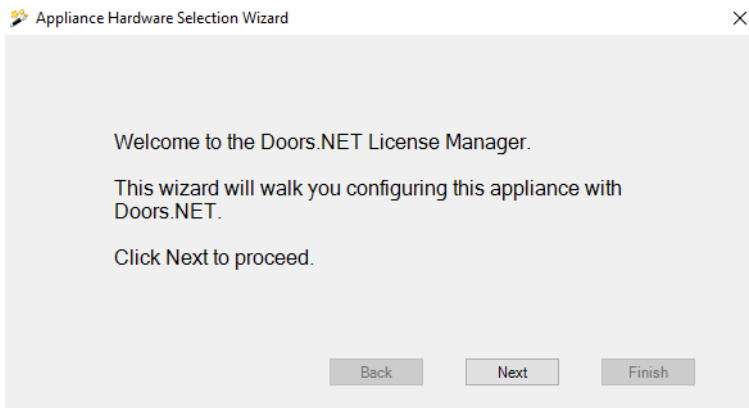 Appliance Hardware Selection Wizard
Welcome to the Doors.NET License Manager.
This wizard will walk you configuring this appliance with
Doors.NET.
Click Next to proceed.
Back Next Finish